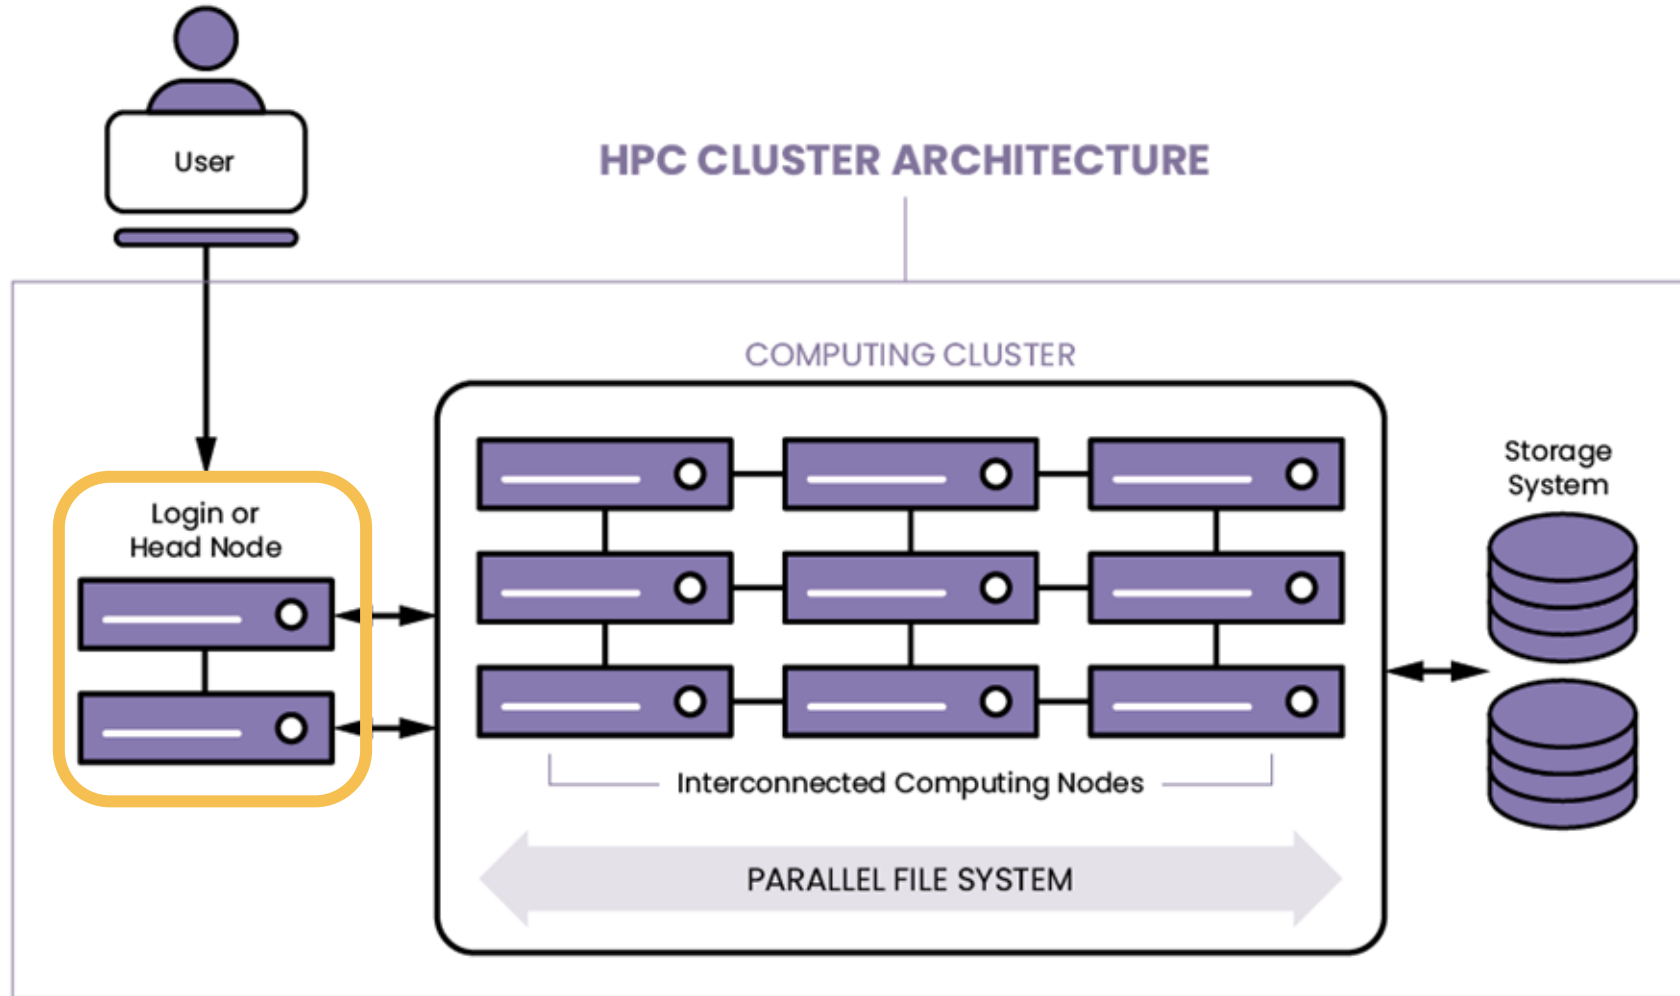 User
HPC CLUSTER ARCHITECTURE
COMPUTING CLUSTER
Login or
Head Node
Storage
System
Interconnected Computing Nodes
PARALLEL FILE SYSTEM